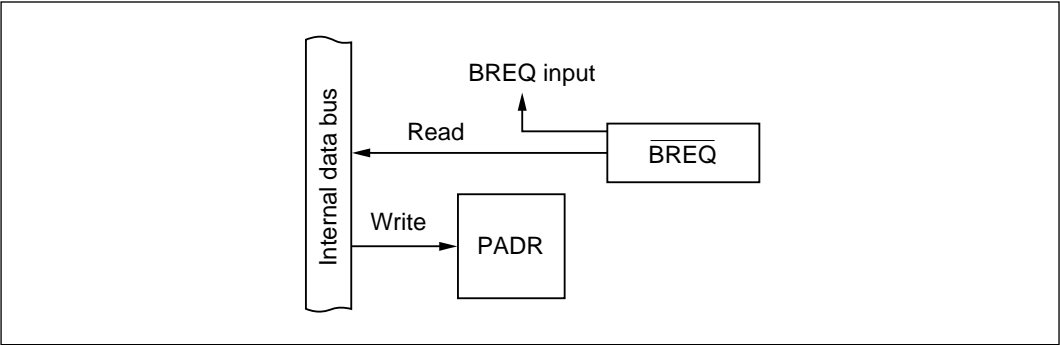 BREQ input
Read
BREQ
Write
PADR
Internal data bus